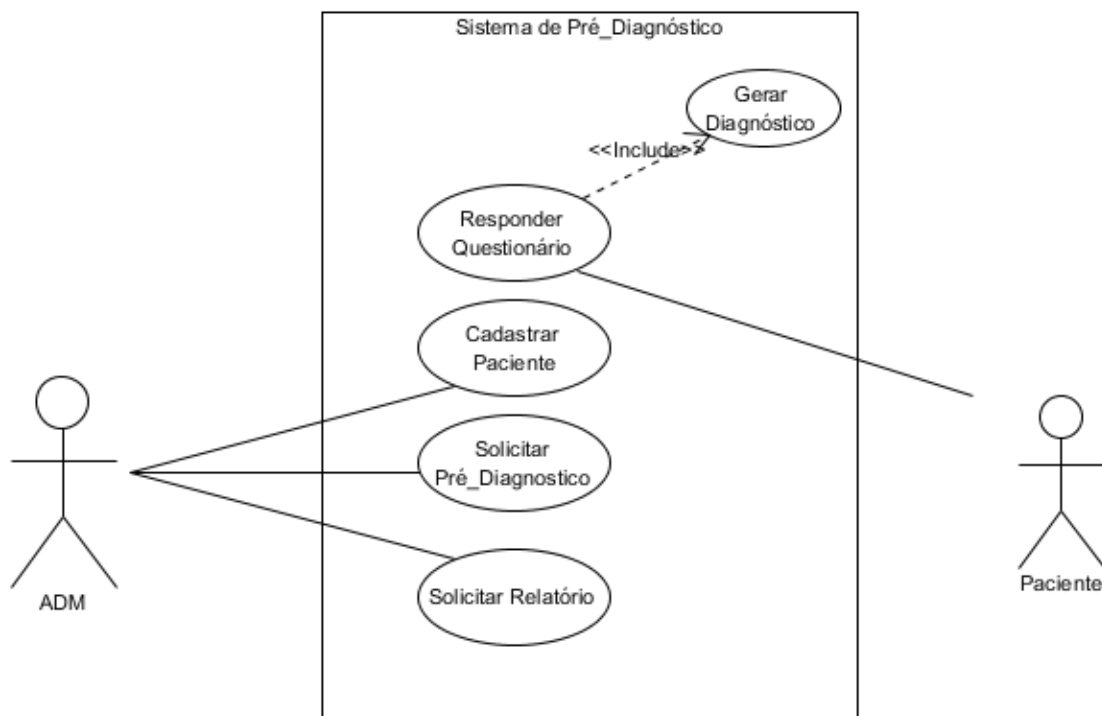 Sistema de Pré_Diagnóstico
Gerar
Diagnóstico
<<Include>>
Responder
Questionário
Cadastrar
Paciente
Solicitar
Pré_Diagnostico
Solicitar Relatório
ADM
Paciente